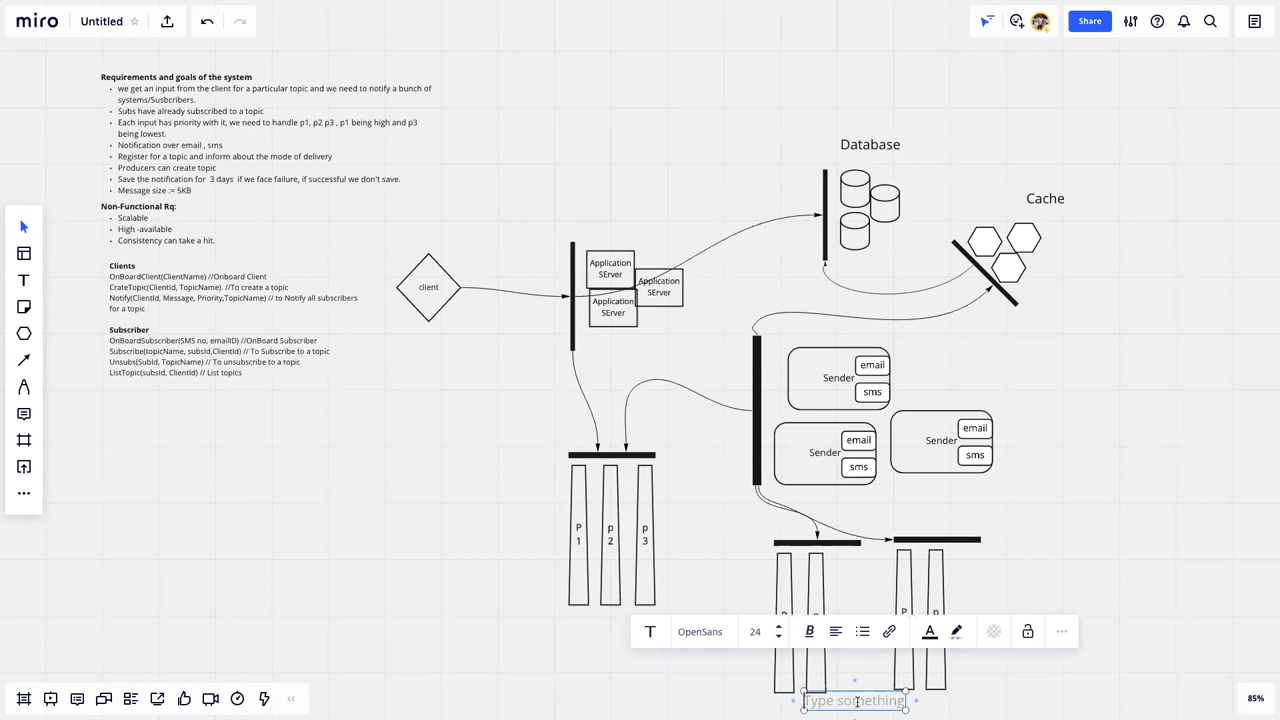 miro
Untitled
Share
Requirements and goals of the system
we get an input from the client for a particular topic and we need to notify a bunch of
systems/Susbcribers.
Subs have already subscribed to a topic
Each input has priority with it, we need to handle p1, p2 p3 , p1 being high and p3
being lowest.
Notification over email , sms
Register for a topic and inform about the mode of delivery
Producers can create topic
Save the notification for 3 days if we face failure, if successful we don't save.
Message size := 5KB
Non-Functional Rq:
Scalable
High -available
Consistency can take a hit.
Clients
OnBoardClient(ClientName) //Onboard Client
CrateTopic(ClientId, TopicName). //To create a topic
Notify(ClientId, Message, Priority,TopicName) // to Notify all subscribers
for a topic
Subscriber
OnBoardSubscriber(SMS no, emailID) //OnBoard Subscriber
Subscribe(topicName, subsId,ClientId) // To Subscribe to a topic
Unsubs(SubId, TopicName) // To unsubscribe to a topic
ListTopic(subsId, ClientId) // List topics
client
Application
SErver
Application
SErver
Application
SErver
Database
Cache
Sender
email
sms
Sender
email
sms
Sender
email
sms
P
1
p
2
p
3
P
OpenSans
24
B
A
Type something
85%